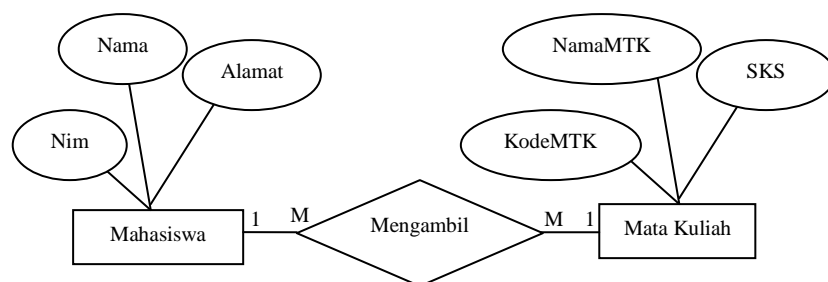 Nama
NamaMTK
SKS
Alamat
Nim
KodeMTK
Mahasiswa
1
M
Mengambil
M
1
Mata Kuliah